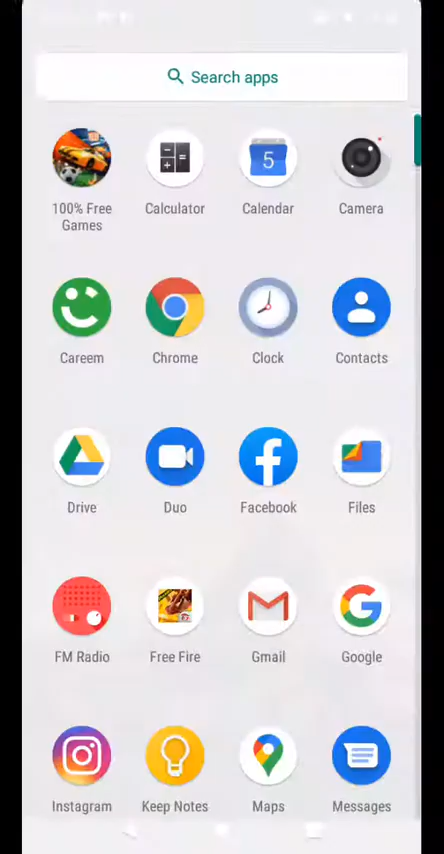 Search apps
100% Free
Games
Calculator
5
Calendar
Camera
Careem
Chrome
Clock
Contacts
Drive
Duo
Facebook
Files
FM Radio
Free Fire
Gmail
Google
Instagram
Keep Notes
Maps
Messages